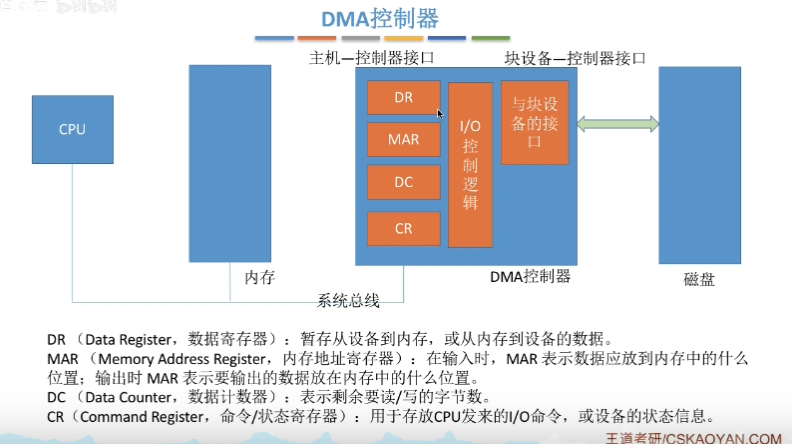 DMA控制器
主机—控制器接口
块设备—控制器接口
CPU
DR
MAR
DC
CR
I/O
控
制
逻
辑
与块设
备的接
口
内存
DMA控制器
磁盘
系统总线
DR （Data Register，数据寄存器）：暂存从设备到内存，或从内存到设备的数据。
MAR （Memory Address Register，内存地址寄存器）：在输入时，MAR 表示数据应放到内存中的什么
位置；输出时 MAR 表示要输出的数据放在内存中的什么位置。
DC （Data Counter，数据计数器）：表示剩余要读/写的字节数。
CR（Command Register，命令/状态寄存器）：用于存放CPU发来的I/O命令，或设备的状态信息。
王道考研/CSKAOYAN.COM